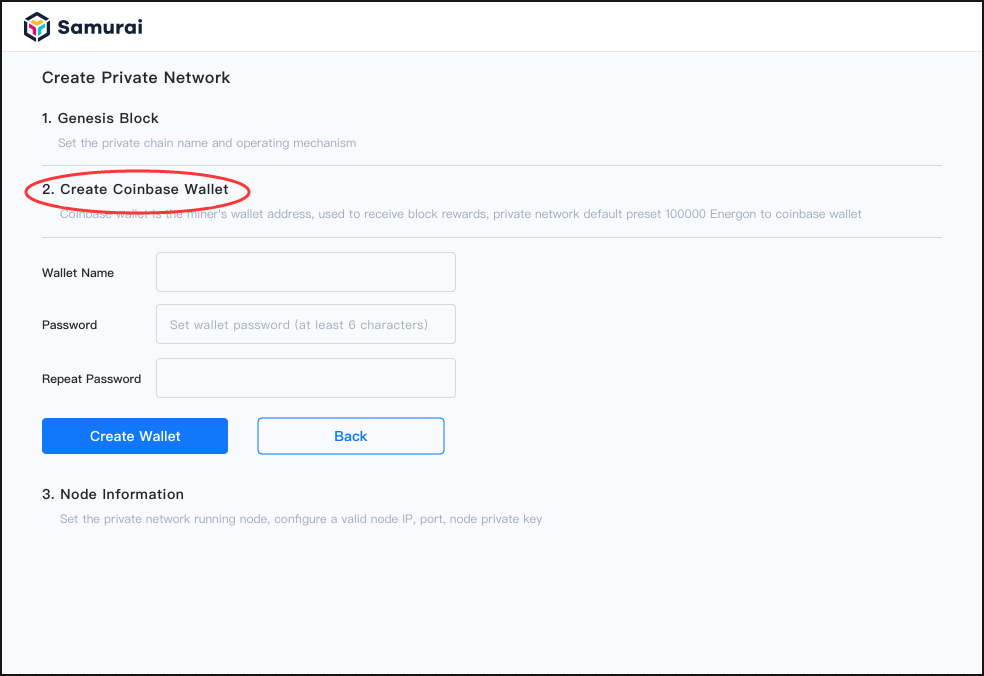 Samurai
Create Private Network
1. Genesis Block
Set the private chain name and operating mechanism
2. Create Coinbase Wallet
Coinbase wallet is the miner's wallet address, used to receive block rewards, private network default preset 100000 Energon to coinbase wallet
Wallet Name
Password
Set wallet password (at least 6 characters)
Repeat Password
Create Wallet
Back
3. Node Information
Set the private network running node, configure a valid node IP, port, node private key